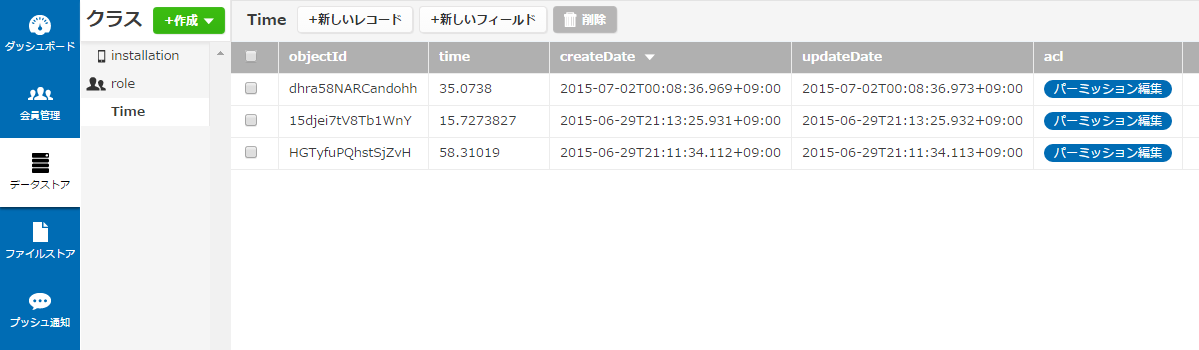 ダッシュボード
会員管理
データストア
ファイルストア
プッシュ通知
クラス +作成
installation
role
Time
Time +新しいレコード +新しいフィールド 削除
objectId time createDate updateDate acl
dhra58NARCandohh 35.0738 2015-07-02T00:08:36.969+09:00 2015-07-02T00:08:36.973+09:00 パーミッション編集
15djei7tV8Tb1WnY 15.7273827 2015-06-29T21:13:25.931+09:00 2015-06-29T21:13:25.932+09:00 パーミッション編集
HGTyfuPQhstSjZvH 58.31019 2015-06-29T21:11:34.112+09:00 2015-06-29T21:11:34.113+09:00 パーミッション編集